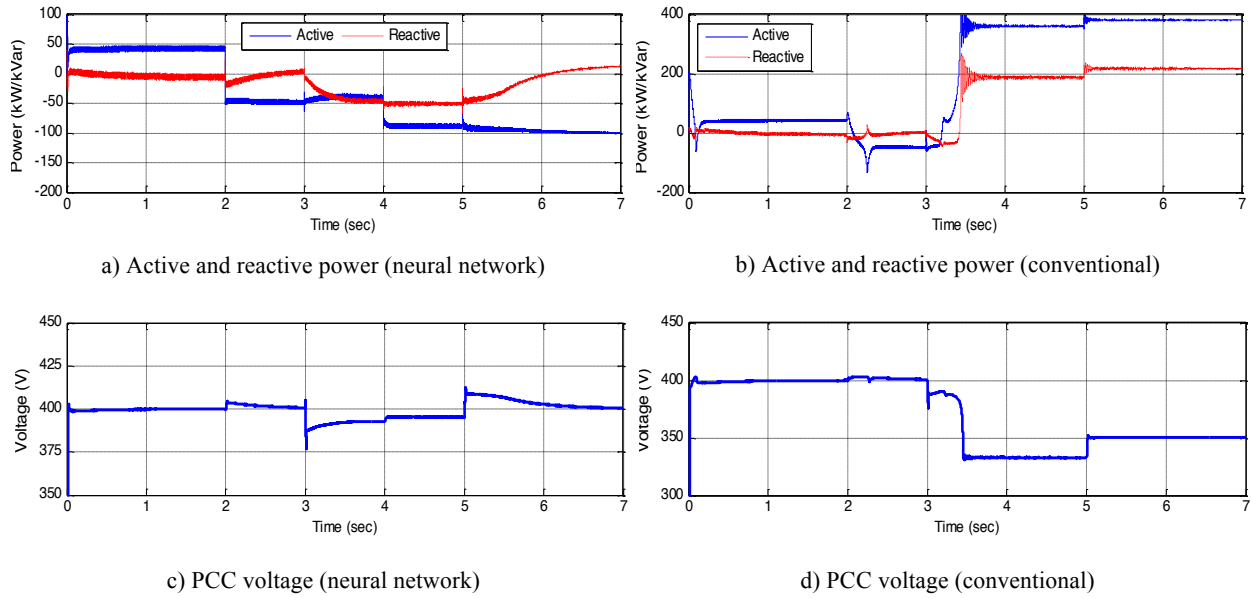 Active Reactive
100
50
0
-50
-100
-150
-200
Power (kW/kVar)
0 1 2 3 4 5 6 7
Time (sec)
a) Active and reactive power (neural network)
Active
Reactive
400
200
0
-200
Power (kW/kVar)
0 1 2 3 4 5 6 7
Time (sec)
b) Active and reactive power (conventional)
450
425
400
375
350
Voltage (V)
0 1 2 3 4 5 6 7
Time (sec)
c) PCC voltage (neural network)
450
400
350
300
Voltage (V)
0 1 2 3 4 5 6 7
Time (sec)
d) PCC voltage (conventional)